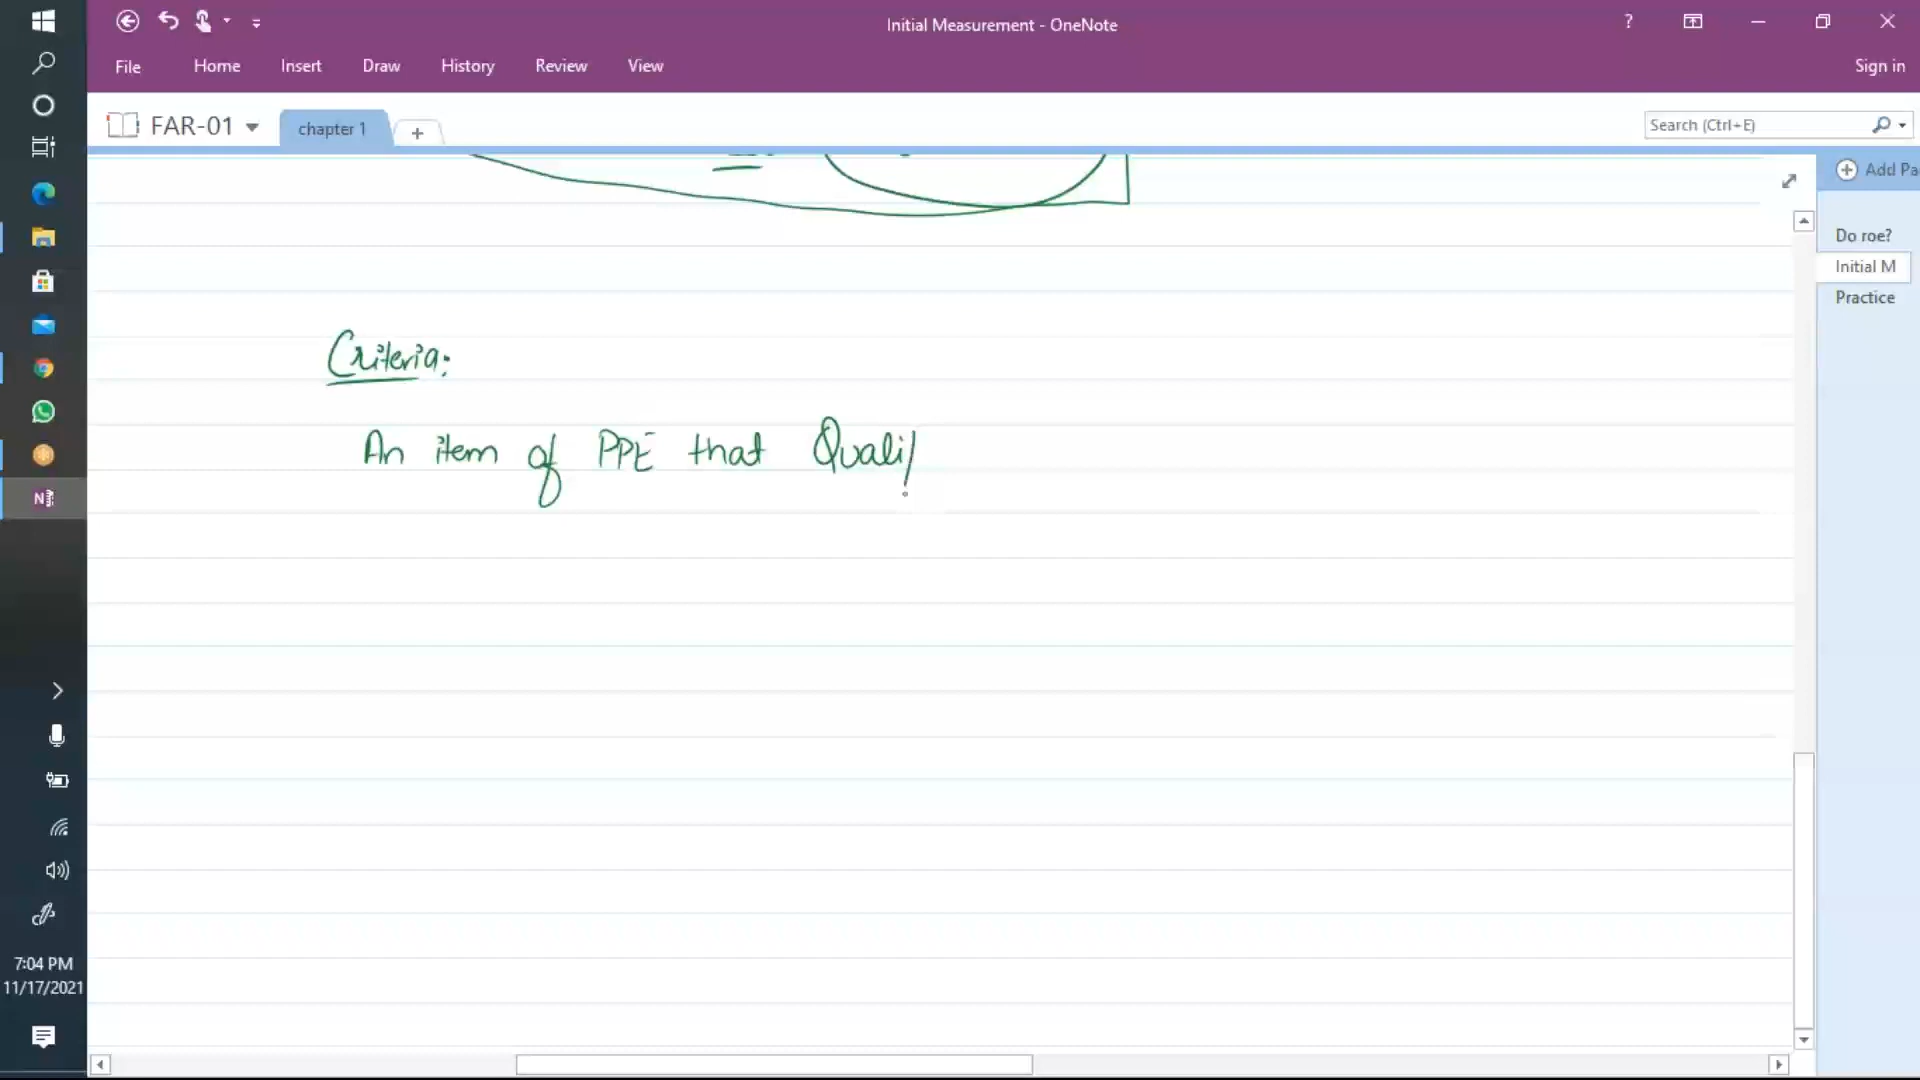 Initial Measurement - OneNote
?
File Home Insert Draw History Review View
Sign in
FAR-01 chapter 1 +
Search (Ctrl+E)
Add Pa
Do roe?
Initial M
Practice
Criteria:
An item of PPE that Quali
7:04 PM
11/17/2021